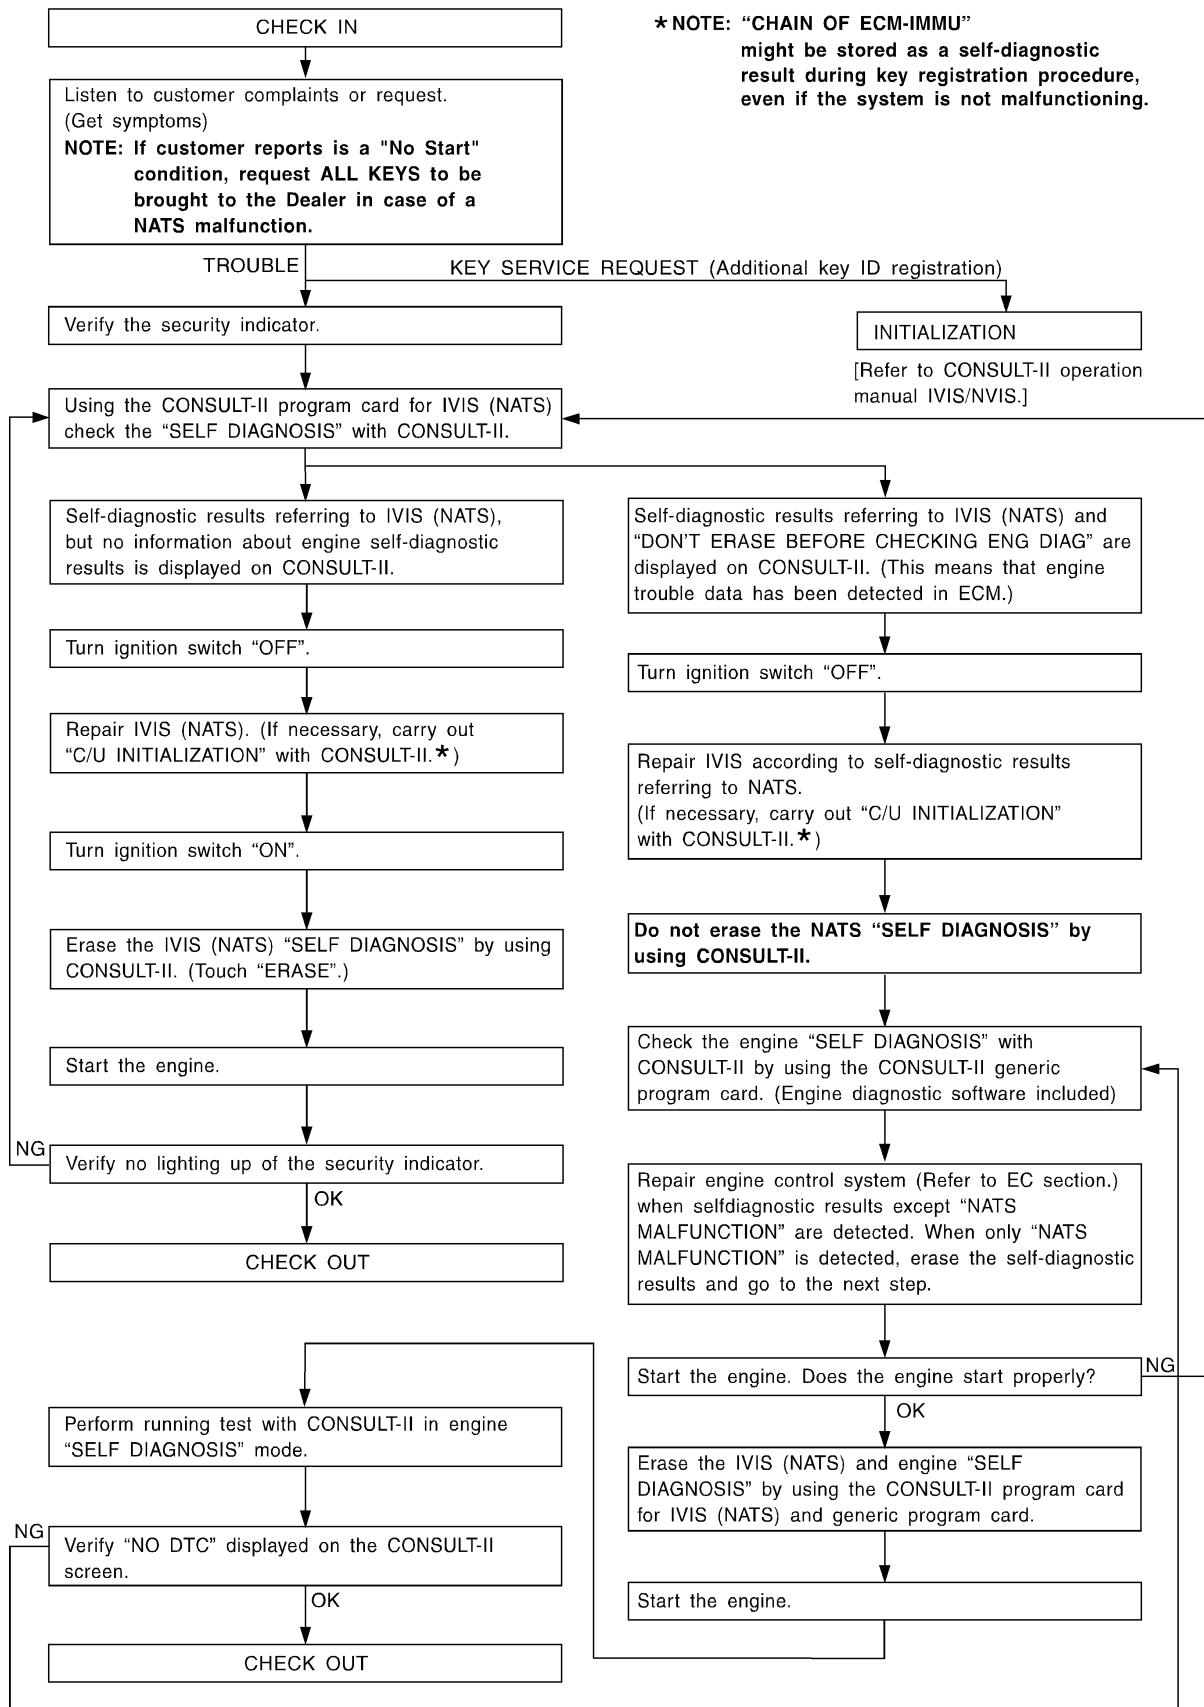 CHECK IN
* NOTE: “CHAIN OF ECM-IMMU”
might be stored as a self-diagnostic
result during key registration procedure,
even if the system is not malfunctioning.
Listen to customer complaints or request.
(Get symptoms)
NOTE: If customer reports is a "No Start"
condition, request ALL KEYS to be
brought to the Dealer in case of a
NATS malfunction.
TROUBLE
KEY SERVICE REQUEST (Additional key ID registration)
Verify the security indicator.
INITIALIZATION
[Refer to CONSULT-II operation
manual IVIS/NVIS.]
Using the CONSULT-II program card for IVIS (NATS)
check the “SELF DIAGNOSIS” with CONSULT-II.
Self-diagnostic results referring to IVIS (NATS),
but no information about engine self-diagnostic
results is displayed on CONSULT-II.
Turn ignition switch “OFF”.
Repair IVIS (NATS). (If necessary, carry out
“C/U INITIALIZATION” with CONSULT-II.*)
Turn ignition switch “ON”.
Erase the IVIS (NATS) “SELF DIAGNOSIS” by using
CONSULT-II. (Touch “ERASE”.)
Start the engine.
NG
Verify no lighting up of the security indicator.
OK
CHECK OUT
Self-diagnostic results referring to IVIS (NATS) and
“DON’T ERASE BEFORE CHECKING ENG DIAG” are
displayed on CONSULT-II. (This means that engine
trouble data has been detected in ECM.)
Turn ignition switch “OFF”.
Repair IVIS according to self-diagnostic results
referring to NATS.
(If necessary, carry out “C/U INITIALIZATION”
with CONSULT-II.*)
Do not erase the NATS “SELF DIAGNOSIS” by
using CONSULT-II.
Check the engine “SELF DIAGNOSIS” with
CONSULT-II by using the CONSULT-II generic
program card. (Engine diagnostic software included)
Repair engine control system (Refer to EC section.)
when selfdiagnostic results except “NATS
MALFUNCTION” are detected. When only “NATS
MALFUNCTION” is detected, erase the self-diagnostic
results and go to the next step.
Start the engine. Does the engine start properly?
NG
OK
Erase the IVIS (NATS) and engine “SELF
DIAGNOSIS” by using the CONSULT-II program card
for IVIS (NATS) and generic program card.
Start the engine.
Perform running test with CONSULT-II in engine
“SELF DIAGNOSIS” mode.
NG
Verify “NO DTC” displayed on the CONSULT-II
screen.
OK
CHECK OUT